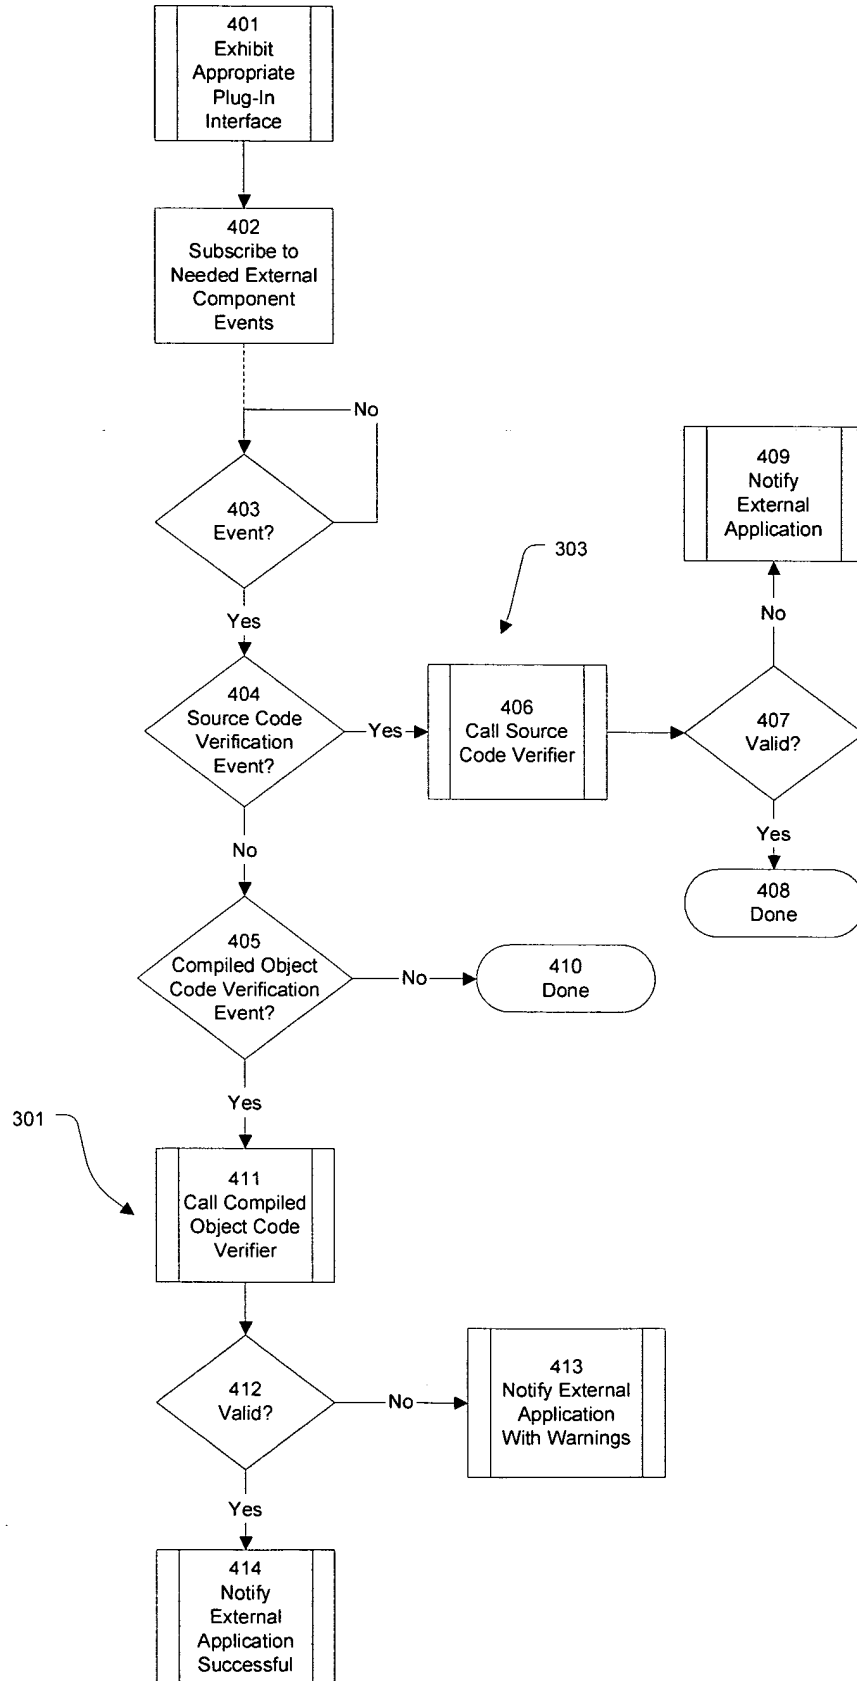 401
Exhibit
Appropriate
Plug-In
Interface
402
Subscribe to
Needed External
Component
Events
No
403
Event?
Yes
303
409
Notify
External
Application
No
404
Source Code
Verification
Event?
Yes
406
Call Source
Code Verifier
407
Valid?
Yes
408
Done
No
405
Compiled Object
Code Verification
Event?
No
410
Done
Yes
301
411
Call Compiled
Object Code
Verifier
412
Valid?
No
413
Notify External
Application
With Warnings
Yes
414
Notify
External
Application
Successful